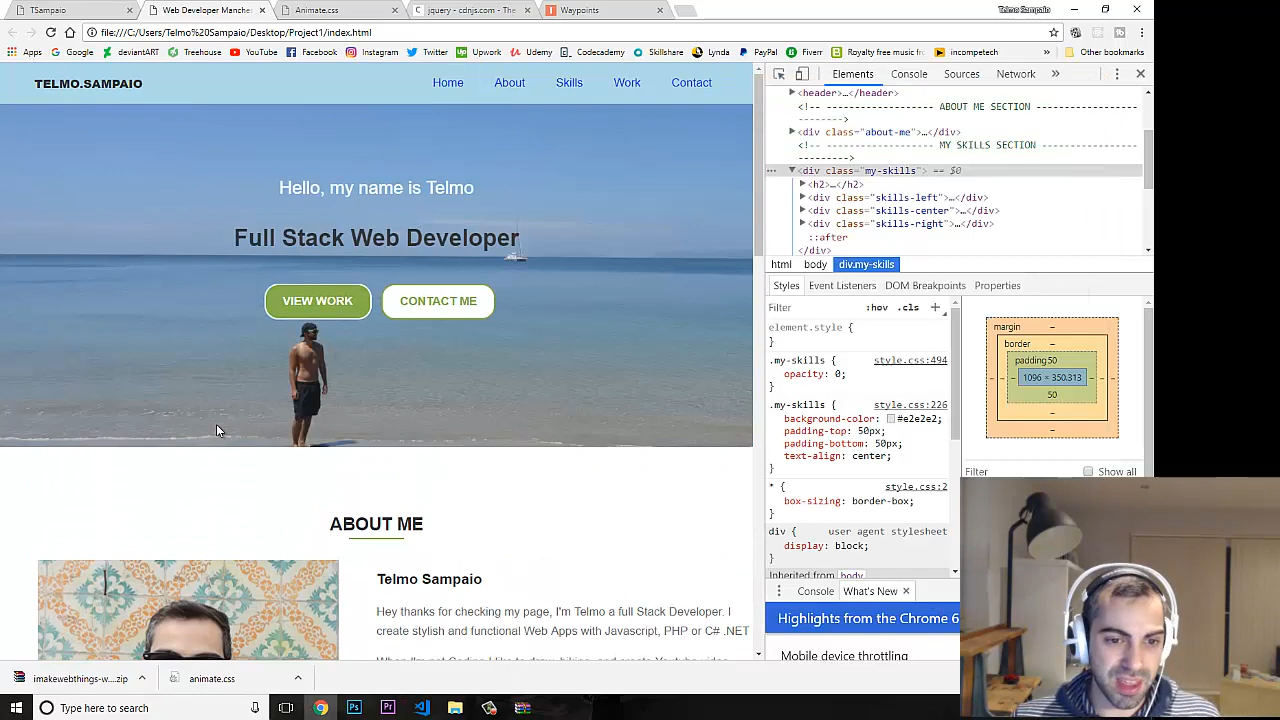 TSampaio
Web Developer Manches
Animate.css
jquery - cdnjs.com - The
Waypoints
Telmo Sampaio
file:///C:/Users/Telmo%20Sampaio/Desktop/Project1/index.html
Apps
Google
deviantART
Treehouse
YouTube
Facebook
Instagram
Twitter
Upwork
Udemy
Codecademy
Skillshare
Lynda
PayPal
Fiverr
Royalty free music fr
incompetech
»
Other bookmarks
TELMO.SAMPAIO
Home
About
Skills
Work
Contact
Hello, my name is Telmo
Full Stack Web Developer
VIEW WORK
CONTACT ME
ABOUT ME
Telmo Sampaio
Hey thanks for checking my page, I'm Telmo a full Stack Developer. I
create stylish and functional Web Apps with Javascript, PHP or C# .NET
Elements
Console
Sources
Network
»
<header>…</header>
<!-- -------------------- ABOUT ME SECTION ------------------
--------->
<div class="about-me">…</div>
<!-- -------------------- MY SKILLS SECTION -----------------
---------->
<div class="my-skills"> == $0
<h2>…</h2>
<div class="skills-left">…</div>
<div class="skills-center">…</div>
<div class="skills-right">…</div>
::after
</div>
html
body
div.my-skills
Styles
Event Listeners
DOM Breakpoints
Properties
Filter
:hov
.cls
+
element.style {
}
.my-skills {
style.css:494
opacity: 0;
}
.my-skills {
style.css:226
background-color: #e2e2e2;
padding-top: 50px;
padding-bottom: 50px;
text-align: center;
}
* {
style.css:2
box-sizing: border-box;
}
div {
user agent stylesheet
display: block;
}
Inherited from body
margin
–
border
–
padding50
1096 × 350.313
50
–
–
Filter
Show all
Console
What's New
Highlights from the Chrome 6
Mobile device throttling
imakewebthings-w....zip
animate.css
Type here to search